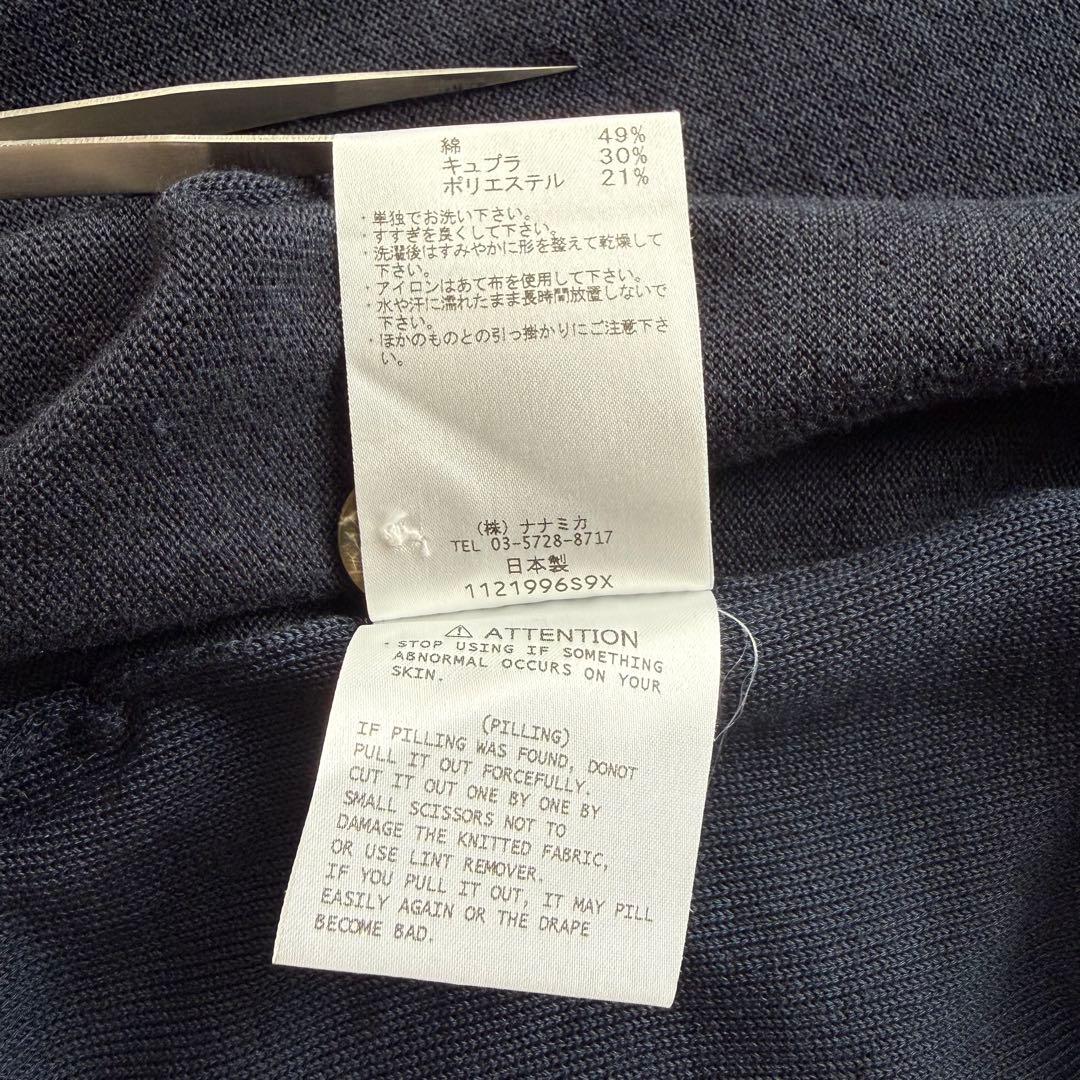 綿 49%
キュプラ 30%
ポリエステル 21%
・単独でお洗い下さい。
・すすぎを良くして下さい。
・洗濯後はすみやかに形を整えて乾燥して
下さい。
・アイロンはあて布を使用して下さい。
・水や汗に濡れたまま長時間放置しないで
下さい。
・ほかのものとの引っ掛かりにご注意下さ
い。
(株) ナナミカ
TEL 03-5728-8717
日本製
1121996S9X
⚠ ATTENTION
・STOP USING IF SOMETHING
ABNORMAL OCCURS ON YOUR
SKIN.
(PILLING)
IF PILLING WAS FOUND, DONOT
PULL IT OUT FORCEFULLY.
CUT IT OUT ONE BY ONE BY
SMALL SCISSORS NOT TO
DAMAGE THE KNITTED FABRIC,
OR USE LINT REMOVER.
IF YOU PULL IT OUT, IT MAY PILL
EASILY AGAIN OR THE DRAPE
BECOME BAD.